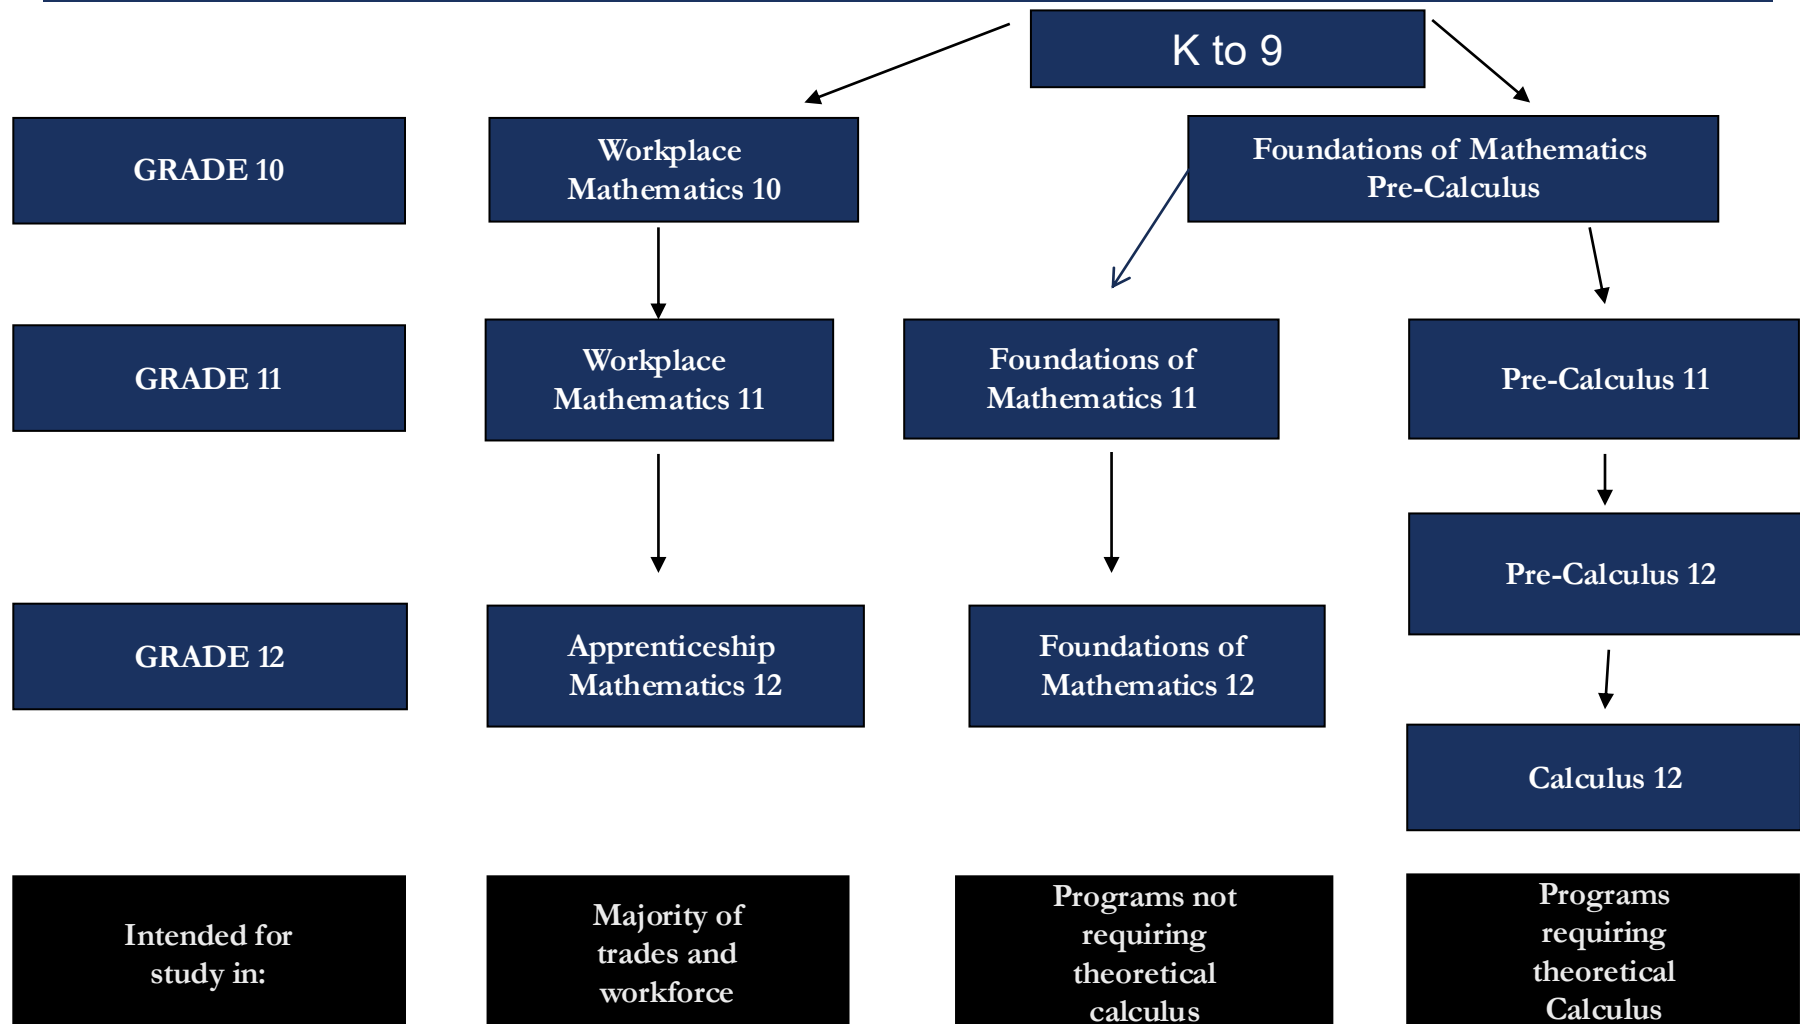 K to 9
GRADE 10
Workplace
Mathematics 10
Foundations of Mathematics
Pre-Calculus
GRADE 11
Workplace
Mathematics 11
Foundations of
Mathematics 11
Pre-Calculus 11
Pre-Calculus 12
GRADE 12
Apprenticeship
Mathematics 12
Foundations of
Mathematics 12
Calculus 12
Intended for
study in:
Majority of
trades and
workforce
Programs not
requiring
theoretical
calculus
Programs
requiring
theoretical
Calculus